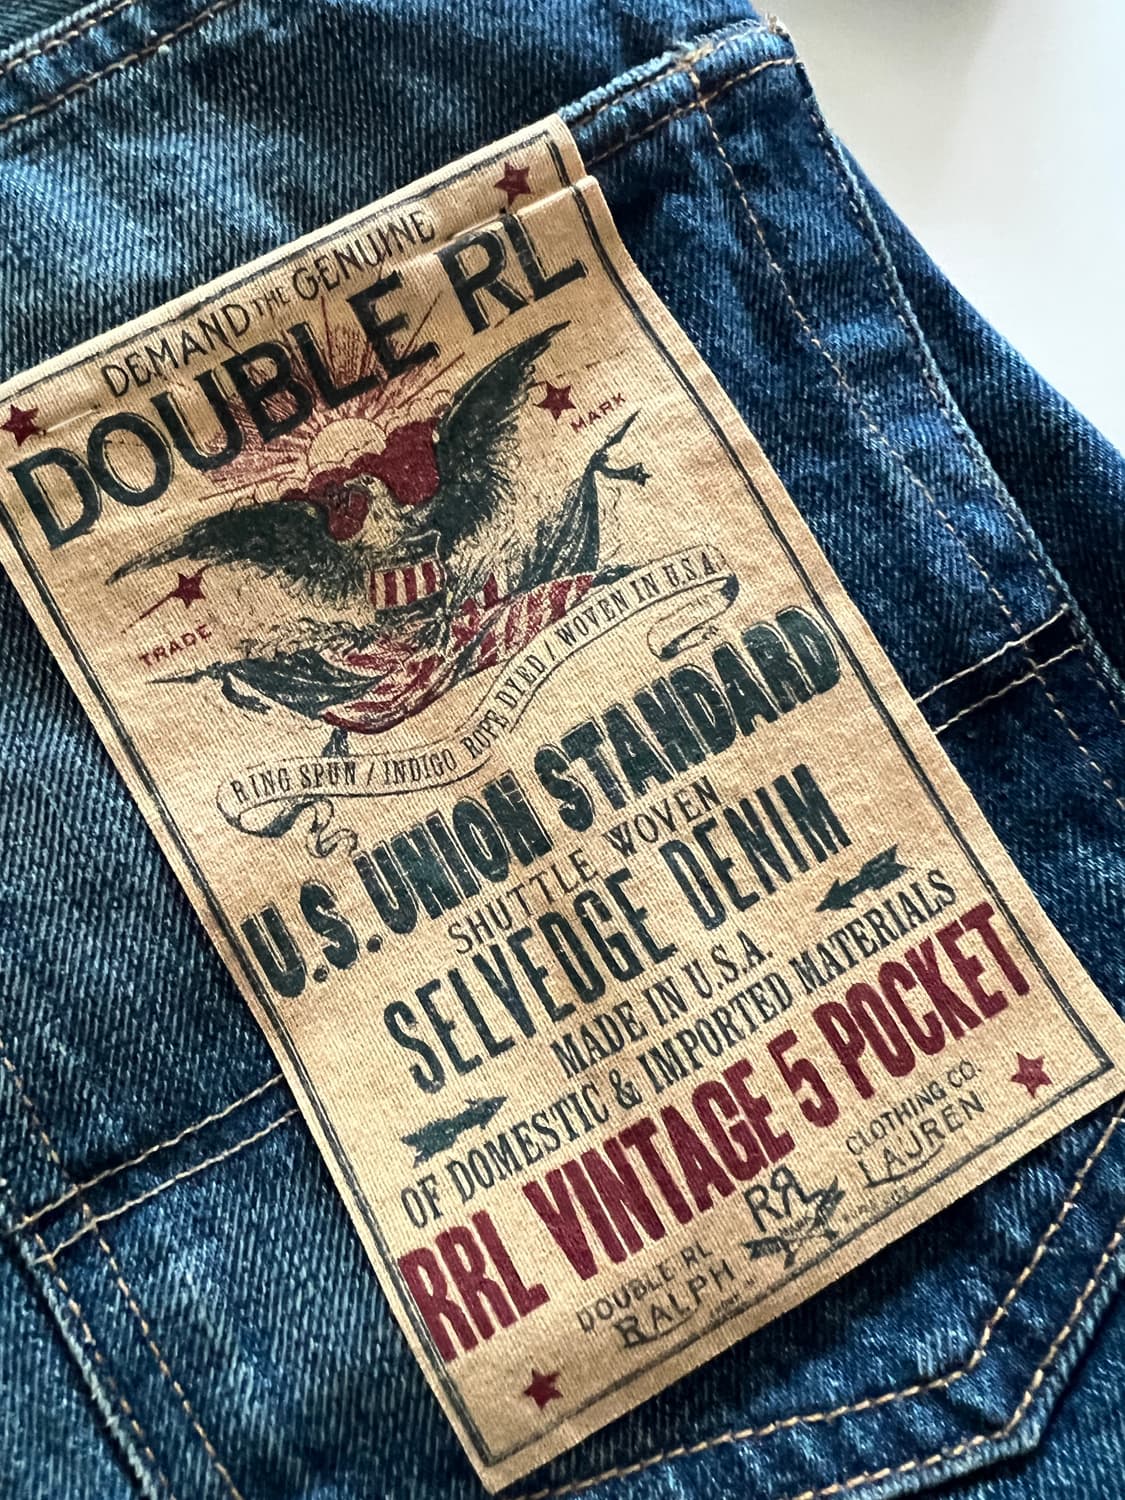 DEMAND THE GENUINE
DOUBLE RL
TRADE MARK
RING SPUN / INDIGO ROPE DYED / WOVEN IN U.S.A.
U.S. UNION STANDARD
SHUTTLE WOVEN
SELVEDGE DENIM
MADE IN U.S.A.
OF DOMESTIC & IMPORTED MATERIALS
RRL VINTAGE 5 POCKET
DOUBLE RL RRL CLOTHING CO.
RALPH LAUREN